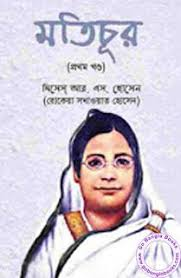 মতিচূর
(প্রথম খণ্ড)
মিসেস্ আর. এস. হোসেন
(রোকেয়া সাখাওয়াত হোসেন)